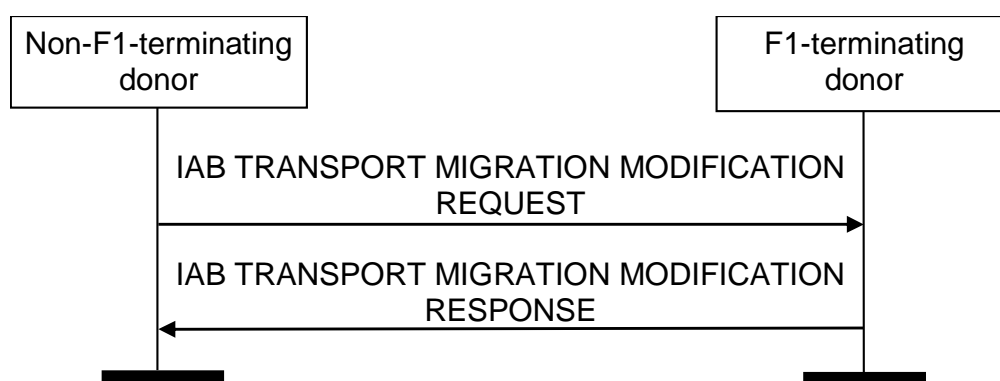 Non-F1-terminating
donor
F1-terminating
donor
IAB TRANSPORT MIGRATION MODIFICATION
REQUEST
IAB TRANSPORT MIGRATION MODIFICATION
RESPONSE